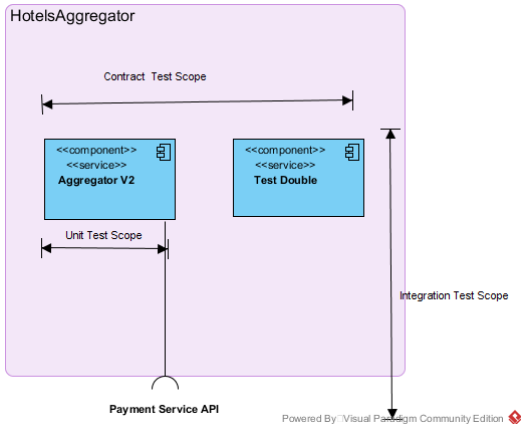 HotelsAggregator
Contract Test Scope
<<component>>
<<service>>
Aggregator V2
<<component>>
<<service>>
Test Double
Unit Test Scope
Integration Test Scope
Payment Service API
Powered By Visual Paradigm Community Edition